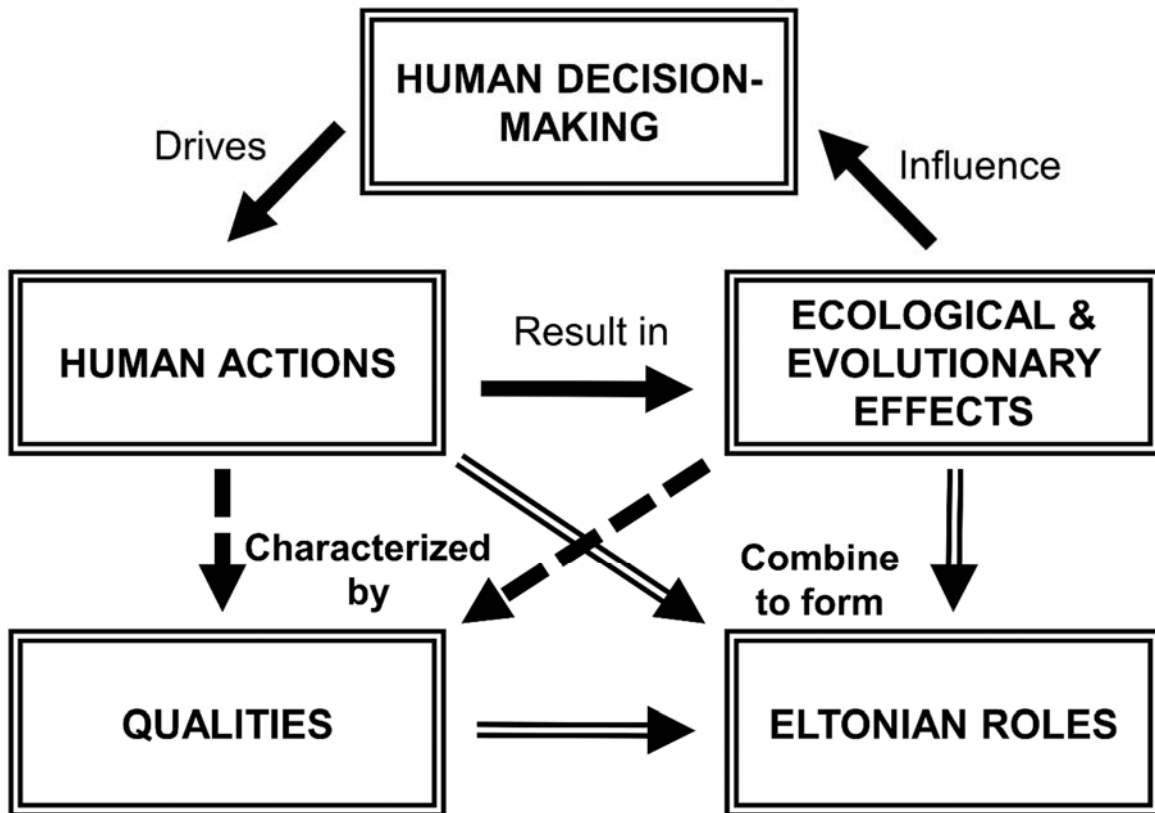 HUMAN DECISION-
MAKING
Drives
Influence
HUMAN ACTIONS
Result in
ECOLOGICAL &
EVOLUTIONARY
EFFECTS
Characterized
by
Combine
to form
QUALITIES
ELTONIAN ROLES